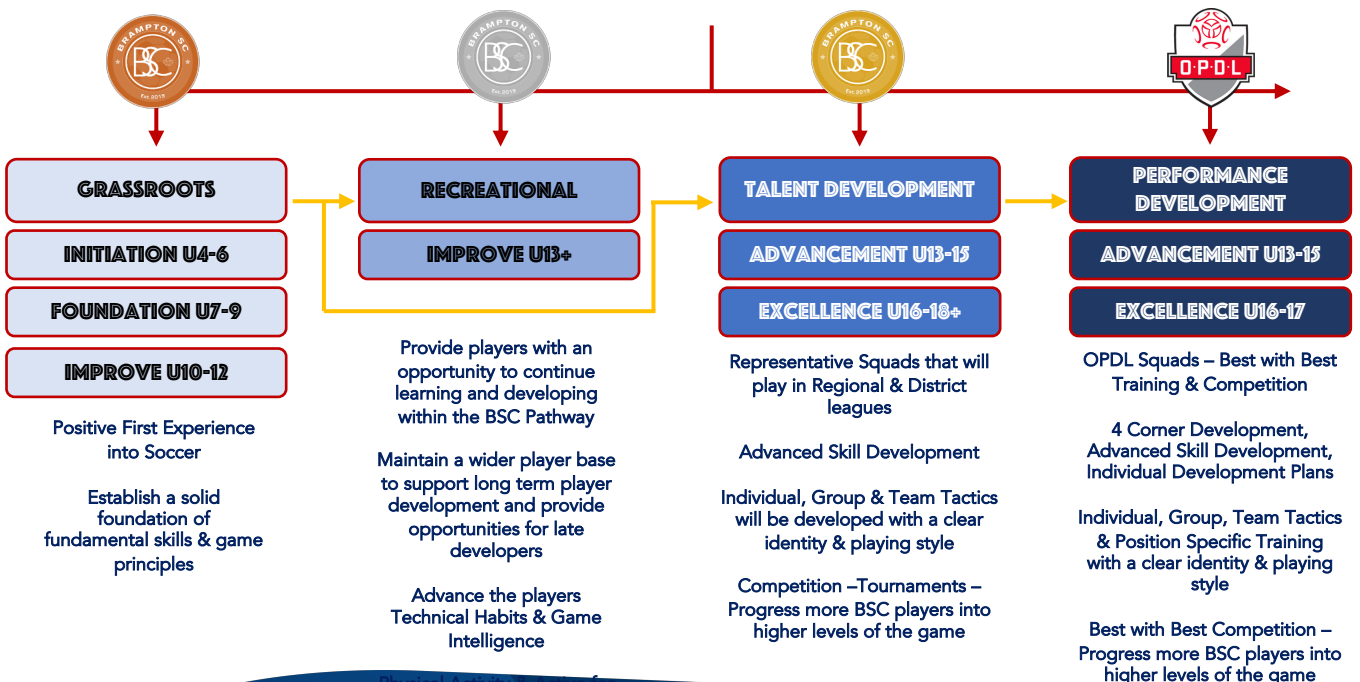 BRAMPTON SC
BSC
Est. 2019
BRAMPTON SC
BSC
Est. 2019
BRAMPTON SC
BSC
Est. 2019
O·P·D·L
GRASSROOTS
INITIATION U4-6
FOUNDATION U7-9
IMPROVE U10-12
Positive First Experience
into Soccer
Establish a solid
foundation of
fundamental skills & game
principles
RECREATIONAL
IMPROVE U13+
Provide players with an
opportunity to continue
learning and developing
within the BSC Pathway
Maintain a wider player base
to support long term player
development and provide
opportunities for late
developers
Advance the players
Technical Habits & Game
Intelligence
Physical Activity
TALENT DEVELOPMENT
ADVANCEMENT U13-15
EXCELLENCE U16-18+
Representative Squads that will
play in Regional & District
leagues
Advanced Skill Development
Individual, Group & Team Tactics
will be developed with a clear
identity & playing style
Competition –Tournaments –
Progress more BSC players into
higher levels of the game
PERFORMANCE
DEVELOPMENT
ADVANCEMENT U13-15
EXCELLENCE U16-17
OPDL Squads – Best with Best
Training & Competition
4 Corner Development,
Advanced Skill Development,
Individual Development Plans
Individual, Group, Team Tactics
& Position Specific Training
with a clear identity & playing
style
Best with Best Competition –
Progress more BSC players into
higher levels of the game